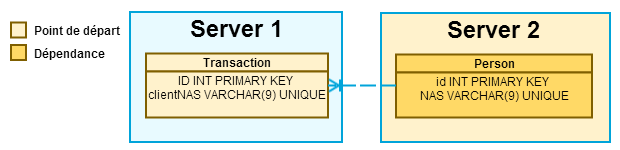 Point de départ
Dépendance
Server 1
Transaction
ID INT PRIMARY KEY
clientNAS VARCHAR(9) UNIQUE
Server 2
Person
id INT PRIMARY KEY
NAS VARCHAR(9) UNIQUE